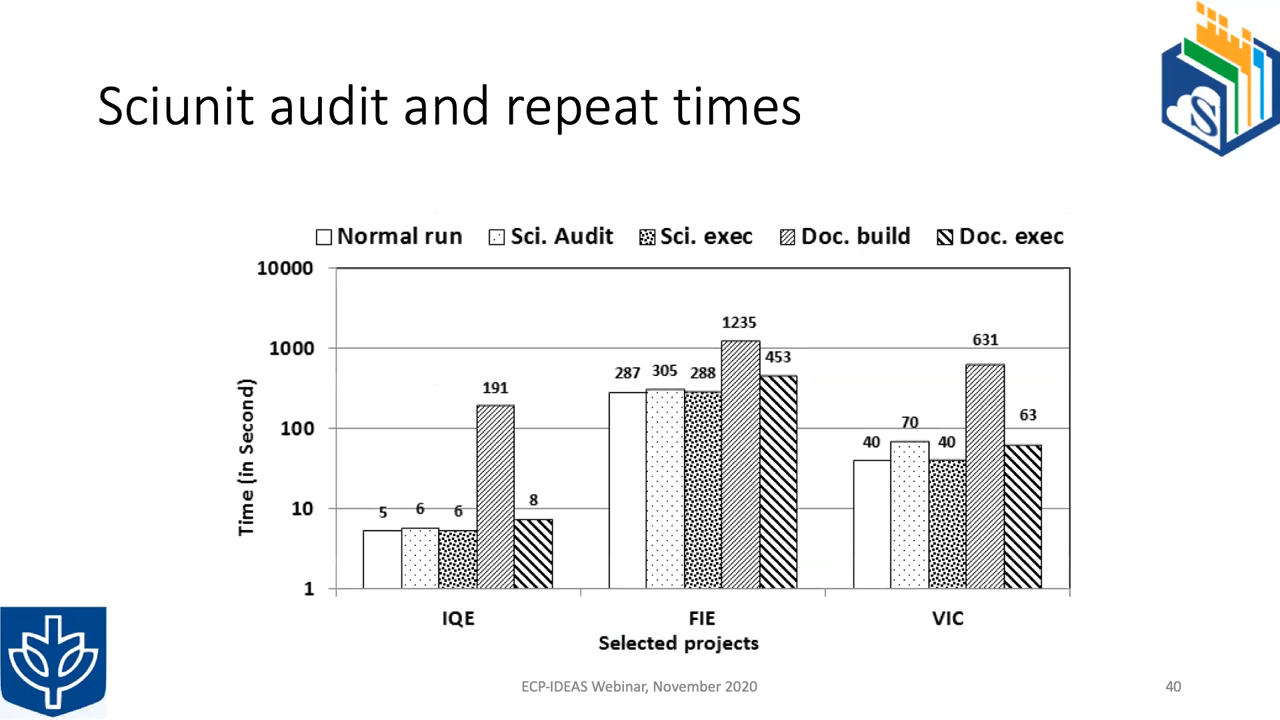 Sciunit audit and repeat times
S
Normal run Sci. Audit Sci. exec Doc. build Doc. exec
10000
1000
100
10
1
Time (in Second)
5 6 6 191 8
287 305 288 1235 453
40 70 40 631 63
IQE FIE VIC
Selected projects
ECP-IDEAS Webinar, November 2020
40